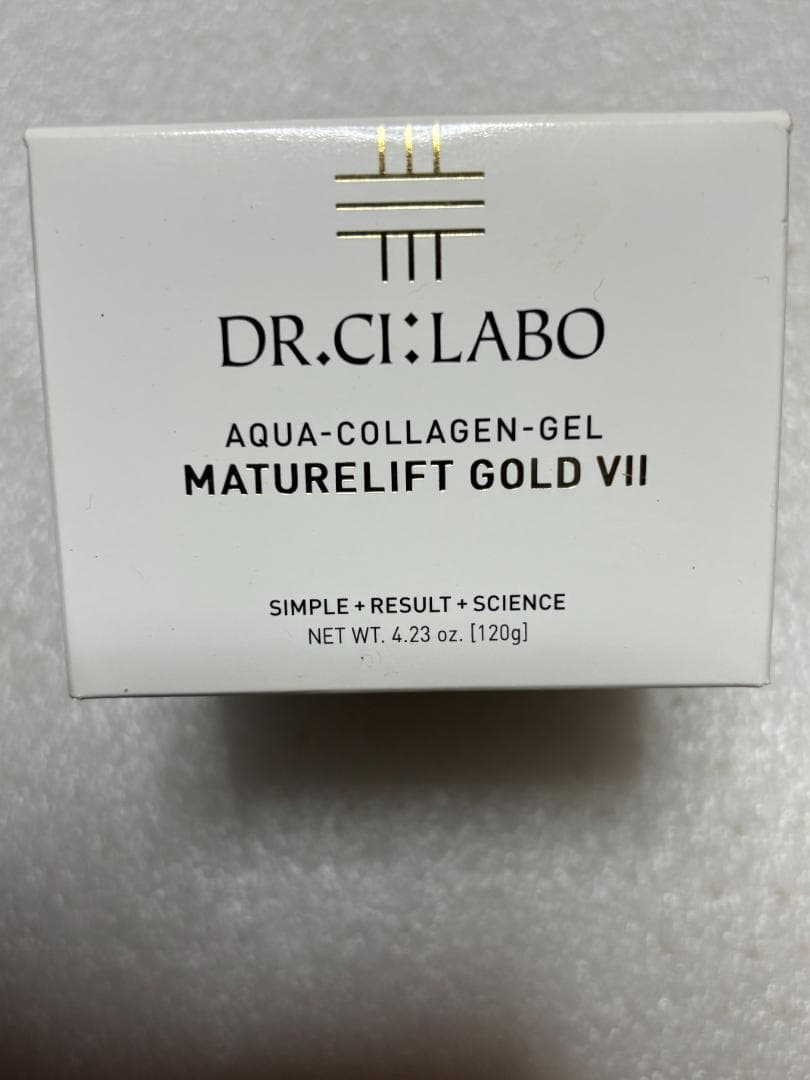 DR.CI:LABO
AQUA-COLLAGEN-GEL
MATURELIFT GOLD VII
SIMPLE + RESULT + SCIENCE
NET WT. 4.23 oz. [120g]